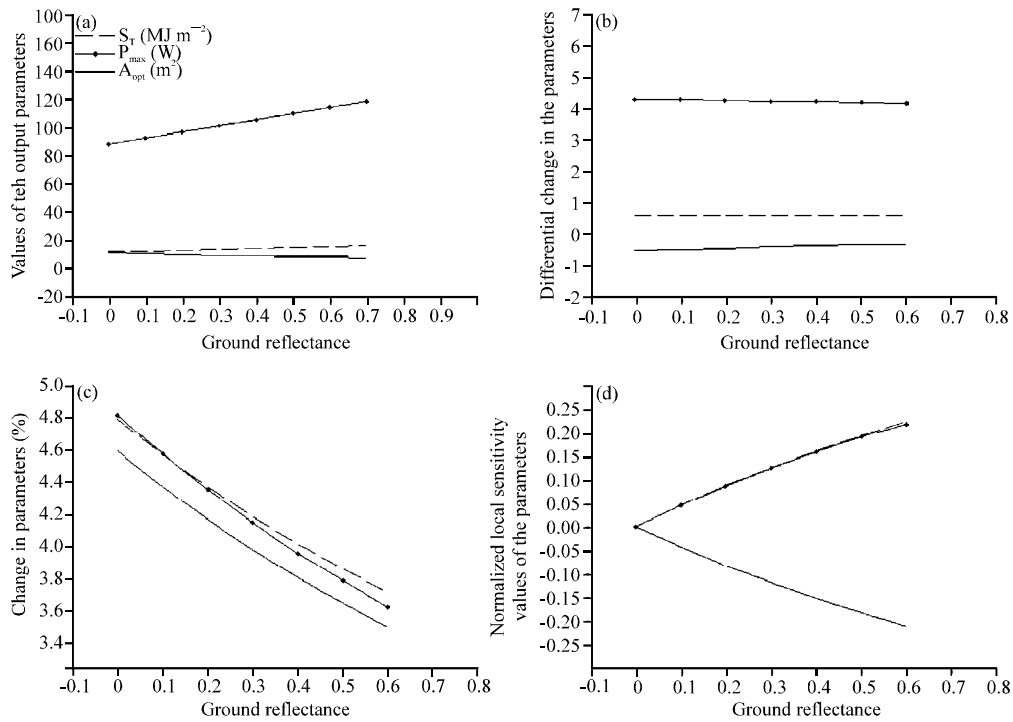 (a)
S_T (MJ m⁻²)
P_max (W)
A_opt (m²)
Values of teh output parameters
100
160
140
120
100
80
60
40
20
0
-20
-0.1 0 0.1 0.2 0.3 0.4 0.5 0.6 0.7 0.8 0.9
Ground reflectance
(b)
Differential change in the parameters
7
6
5
4
3
2
1
0
-1
-2
-0.1 0 0.1 0.2 0.3 0.4 0.5 0.6 0.7 0.8
Ground reflectance
(c)
Change in parameters (%)
5.0
4.8
4.6
4.4
4.2
4.0
3.8
3.6
3.4
-0.1 0 0.1 0.2 0.3 0.4 0.5 0.6 0.7 0.8
Ground reflectance
(d)
Normalized local sensitivity
values of the parameters
0.25
0.20
0.15
0.10
0.05
0.00
-0.05
-0.10
-0.15
-0.20
-0.25
-0.1 0 0.1 0.2 0.3 0.4 0.5 0.6 0.7 0.8
Ground reflectance